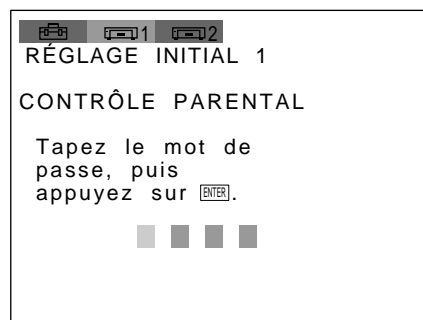 1 2
RÉGLAGE INITIAL 1
CONTRÔLE PARENTAL
Tapez le mot de
passe, puis
appuyez sur ENTER.